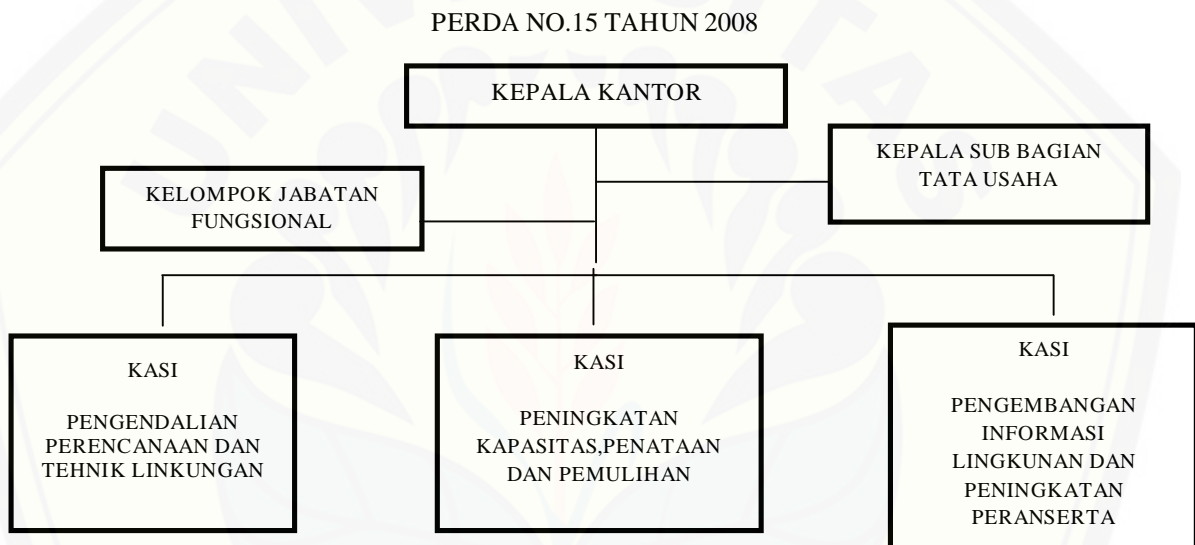 PERDA NO.15 TAHUN 2008
KEPALA KANTOR
KEPALA SUB BAGIAN
TATA USAHA
KELOMPOK JABATAN
FUNGSIONAL
KASI
PENGENDALIAN
PERENCANAAN DAN
TEHNIK LINKUNGAN
KASI
PENINGKATAN
KAPASITAS,PENATAAN
DAN PEMULIHAN
KASI
PENGEMBANGAN
INFORMASI
LINGKUNAN DAN
PENINGKATAN
PERANSERTA